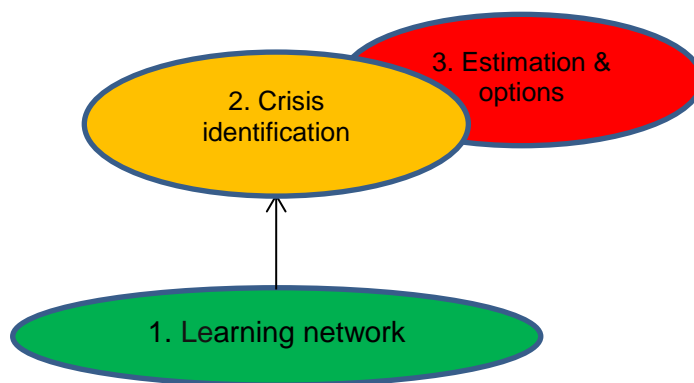 3. Estimation &
options
2. Crisis
identification
1. Learning network